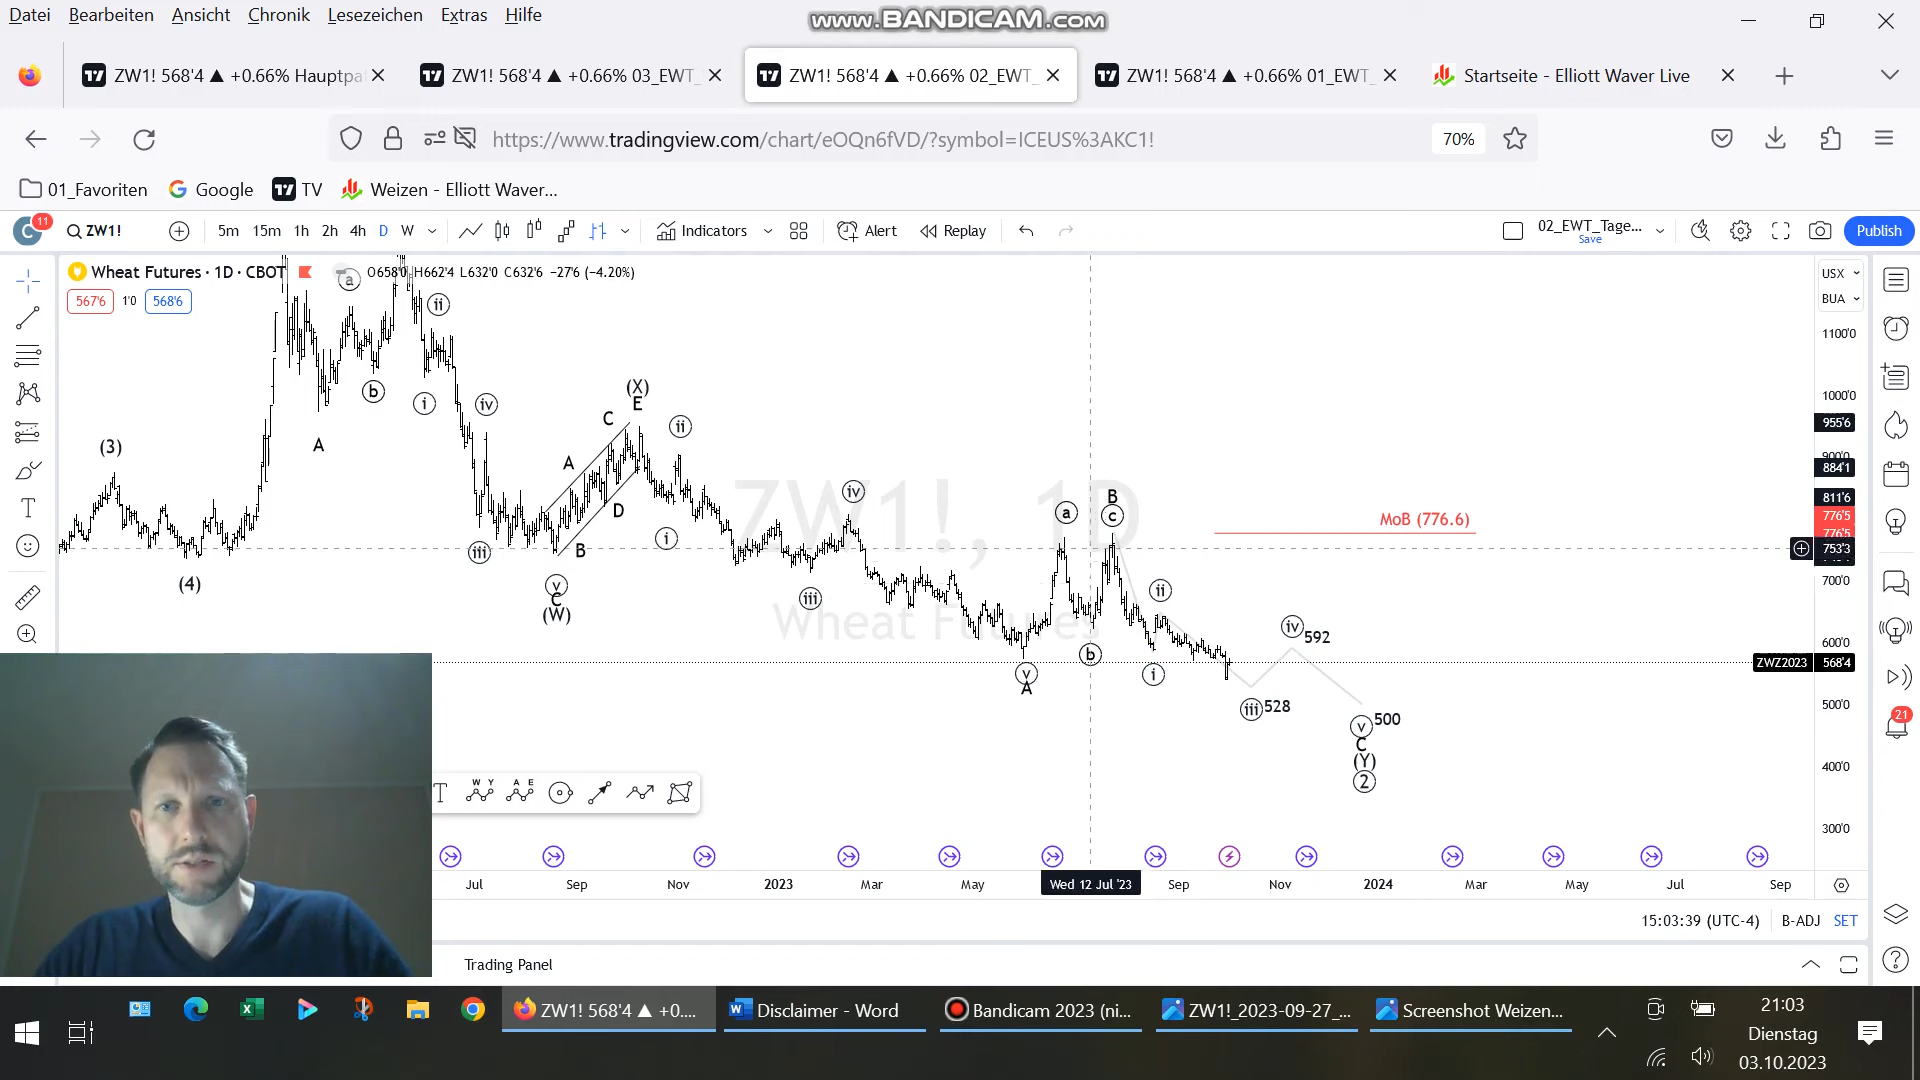 Datei Bearbeiten Ansicht Chronik Lesezeichen Extras Hilfe
www.BANDICAM.com
ZW1! 568'4 ▲ +0.66% Hauptpa
ZW1! 568'4 ▲ +0.66% 03_EWT_
ZW1! 568'4 ▲ +0.66% 02_EWT_
ZW1! 568'4 ▲ +0.66% 01_EWT_
Startseite - Elliott Waver Live
https://www.tradingview.com/chart/eOQn6fVD/?symbol=ICEUS%3AKC1!
70%
01_Favoriten Google TV Weizen - Elliott Waver...
C 11 ZW1! 5m 15m 1h 2h 4h D W Indicators Alert Replay
02_EWT_Tage...
Save
Publish
Wheat Futures · 1D · CBOT O658'0 H662'4 L632'0 C632'6 −27'6 (−4.20%)
567'6 1'0 568'6
USX
BUA
1100'0
1000'0
955'6
900'0
884'1
811'6
776'5
776'5
753'3
700'0
600'0
ZWZ2023 568'4
500'0
400'0
300'0
ZW1!, 1D
Wheat Futures
(3)
(4)
A
a
b
ii
i
iv
iii
v
C
(W)
A
B
C
D
(X)
E
ii
i
iv
iii
v
A
a
b
B
c
MoB (776.6)
ii
i
iv 592
iii 528
v 500
C
(Y)
2
T W Y A E
Jul Sep Nov 2023 Mar May Wed 12 Jul '23 Sep Nov 2024 Mar May Jul Sep
15:03:39 (UTC-4) B-ADJ SET
21
Trading Panel
ZW1! 568'4 ▲ +0....
Disclaimer - Word
Bandicam 2023 (ni...
ZW1!_2023-09-27_...
Screenshot Weizen...
21:03
Dienstag
03.10.2023